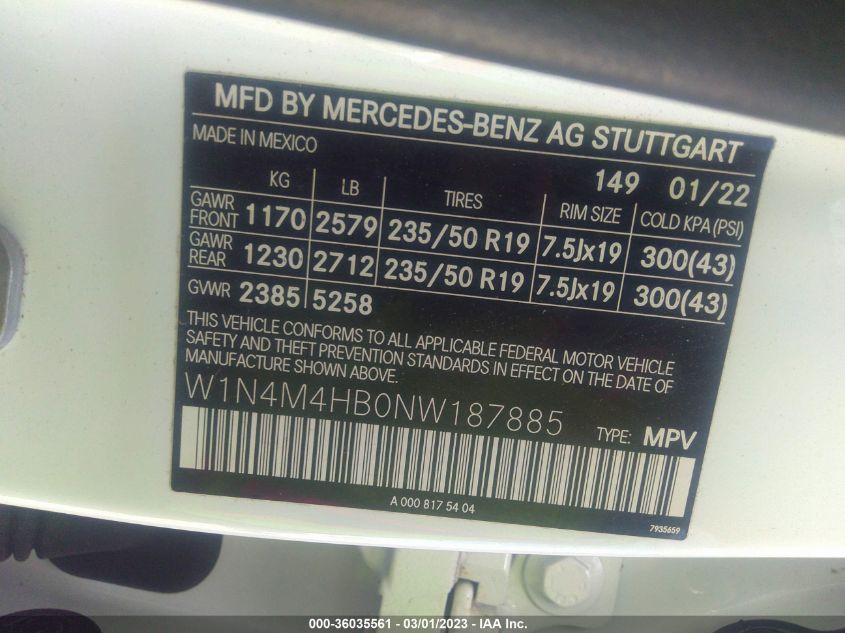 MFD BY MERCEDES-BENZ AG STUTTGART
MADE IN MEXICO
149 01/22
KG LB TIRES RIM SIZE COLD KPA (PSI)
GAWR FRONT 1170 2579 235/50 R19 7.5Jx19 300(43)
GAWR REAR 1230 2712 235/50 R19 7.5Jx19 300(43)
GVWR 2385 5258
THIS VEHICLE CONFORMS TO ALL APPLICABLE FEDERAL MOTOR VEHICLE
SAFETY AND THEFT PREVENTION STANDARDS IN EFFECT ON THE DATE OF
MANUFACTURE SHOWN ABOVE.
W1N4M4HB0NW187885 TYPE: MPV
A 000 817 54 04
7935659
000-36035561 - 03/01/2023 - IAA Inc.